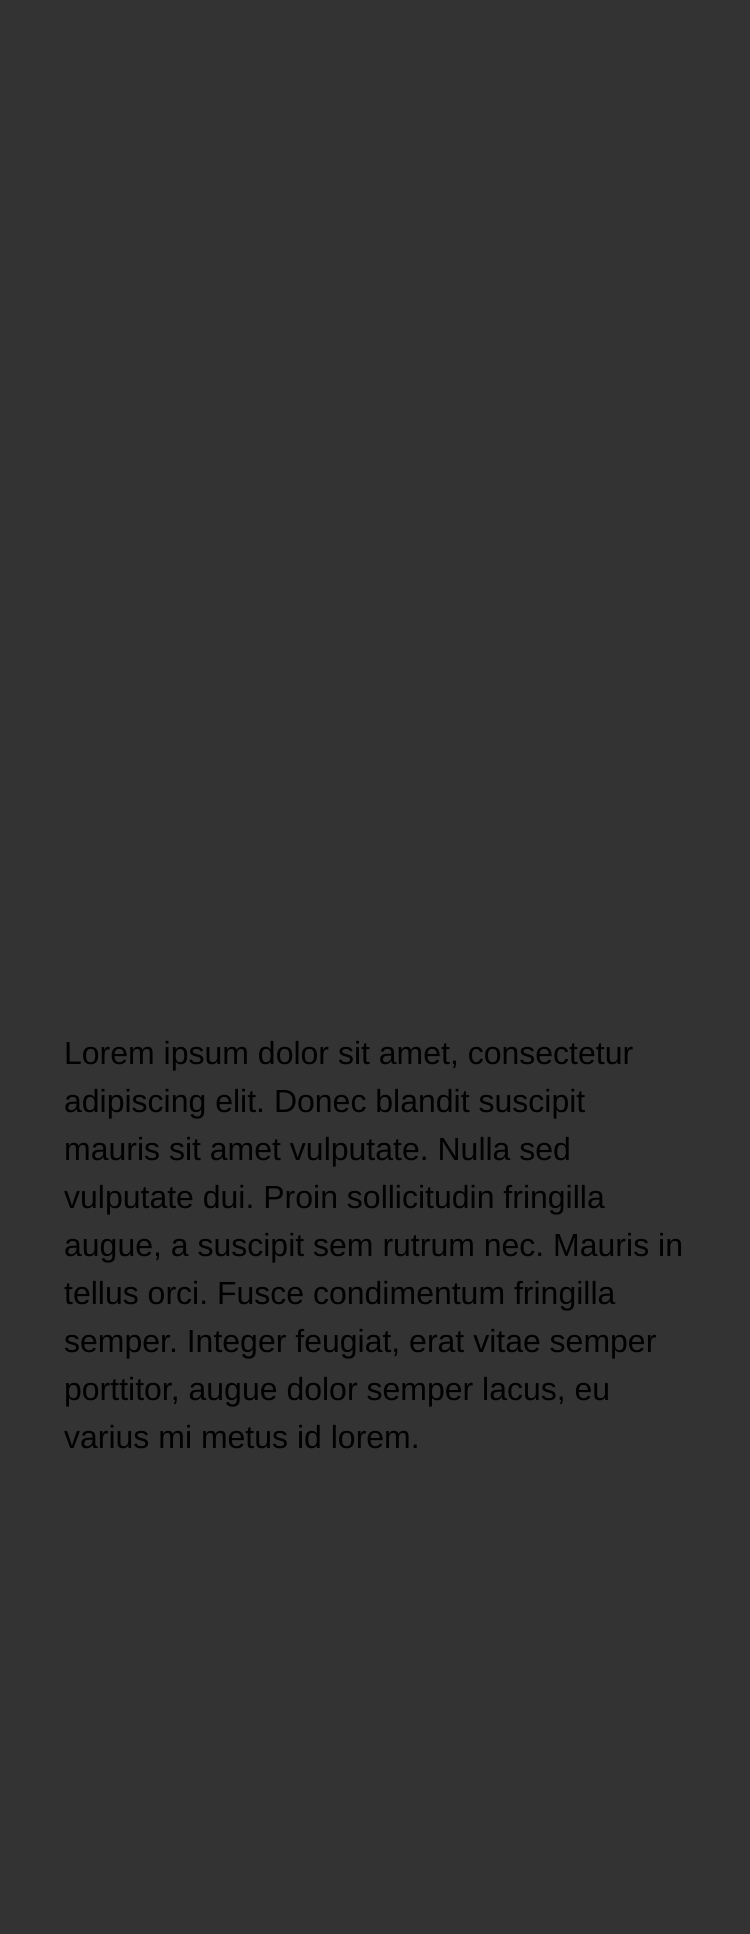 Lorem ipsum dolor sit amet, consectetur
adipiscing elit. Donec blandit suscipit
mauris sit amet vulputate. Nulla sed
vulputate dui. Proin sollicitudin fringilla
augue, a suscipit sem rutrum nec. Mauris in
tellus orci. Fusce condimentum fringilla
semper. Integer feugiat, erat vitae semper
porttitor, augue dolor semper lacus, eu
varius mi metus id lorem.